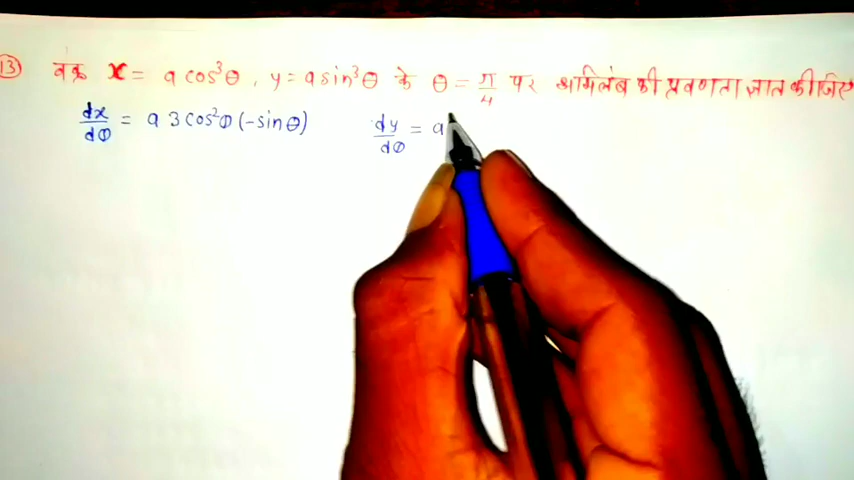 13) वक्र x = a cos³θ , y = a sin³θ के θ = π/4 पर अभिलंब की प्रवणता ज्ञात कीजिए
dx/dθ = a 3 cos²θ (-sinθ) dy/dθ = a